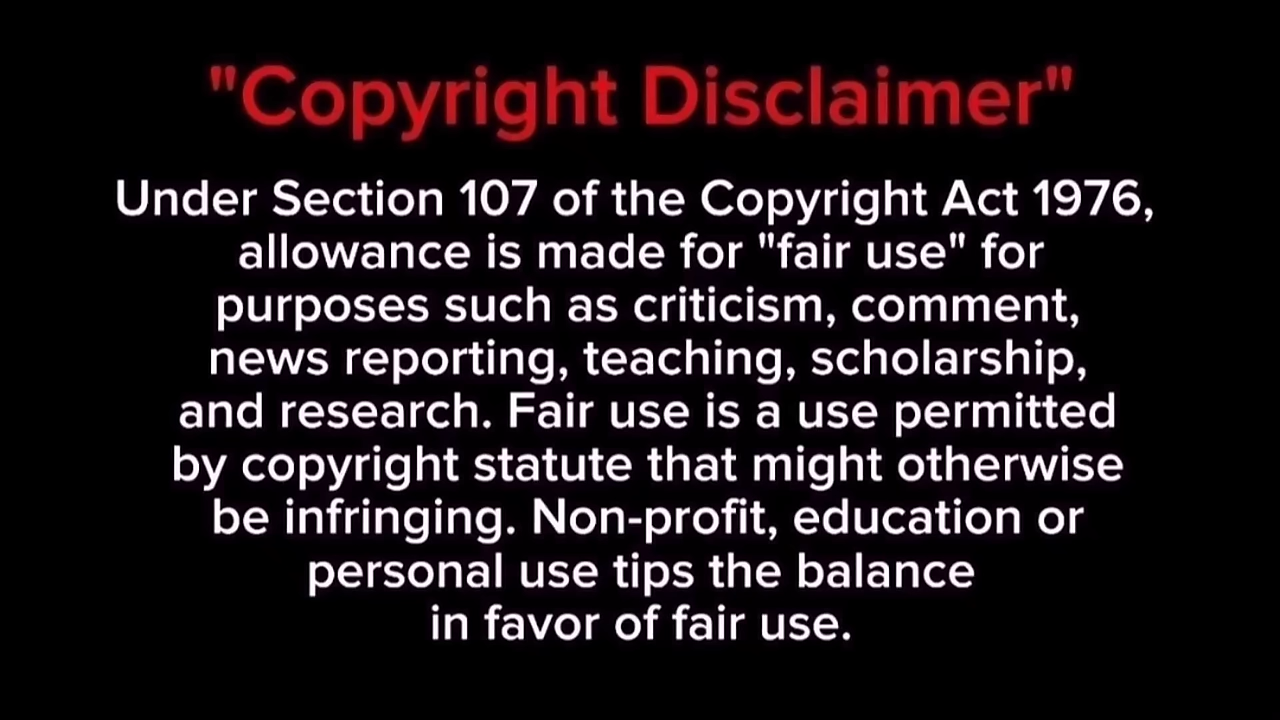 "Copyright Disclaimer"
Under Section 107 of the Copyright Act 1976,
allowance is made for "fair use" for
purposes such as criticism, comment,
news reporting, teaching, scholarship,
and research. Fair use is a use permitted
by copyright statute that might otherwise
be infringing. Non-profit, education or
personal use tips the balance
in favor of fair use.